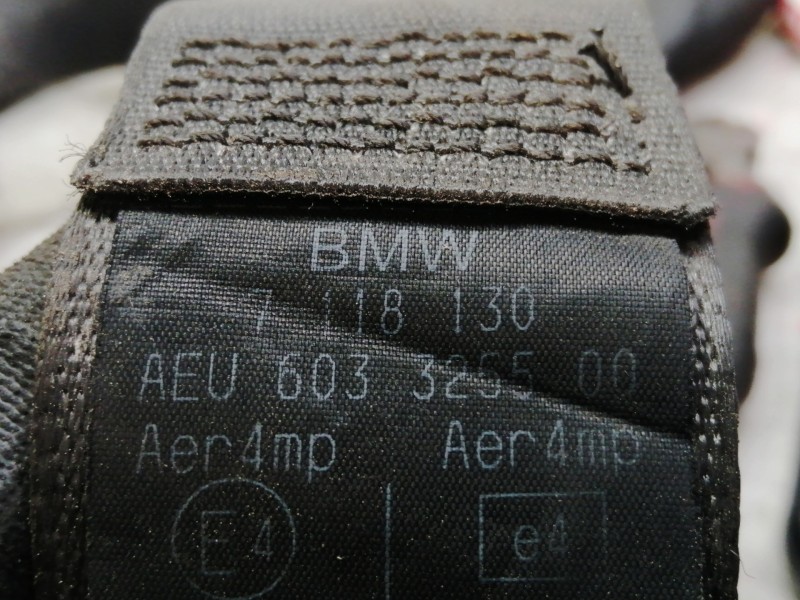 BMW
7 118 130
AEU 603 3255 00
Aer4mp Aer4mp
E4 e4